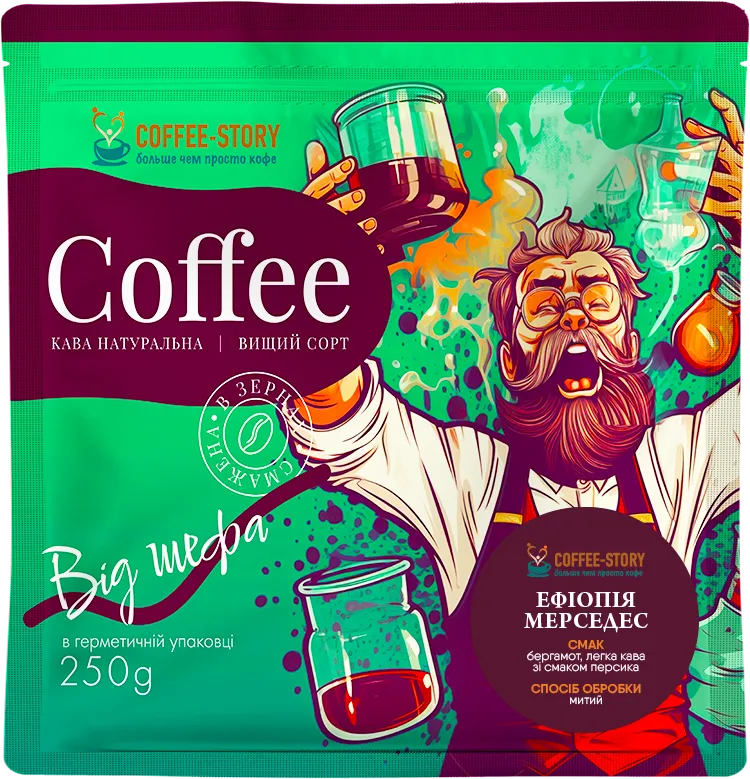 COFFEE-STORY
больше чем просто кофе
Coffee
КАВА НАТУРАЛЬНА | ВИЩИЙ СОРТ
В ЗЕРНАХ • СМАЖЕНА •
Від шефа
в герметичній упаковці
250g
COFFEE-STORY
больше чем просто кофе
ЕФІОПІЯ
МЕРСЕДЕС
СМАК
бергамот, легка кава
зі смаком персика
СПОСІБ ОБРОБКИ
митий